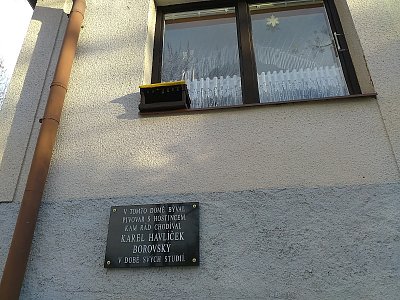 V TOMTO DOMĚ BÝVAL
PIVOVAR S HOSTINCEM,
KAM RÁD CHODÍVAL
KAREL HAVLÍČEK
BOROVSKÝ
V DOBĚ SVÝCH STUDIÍ.